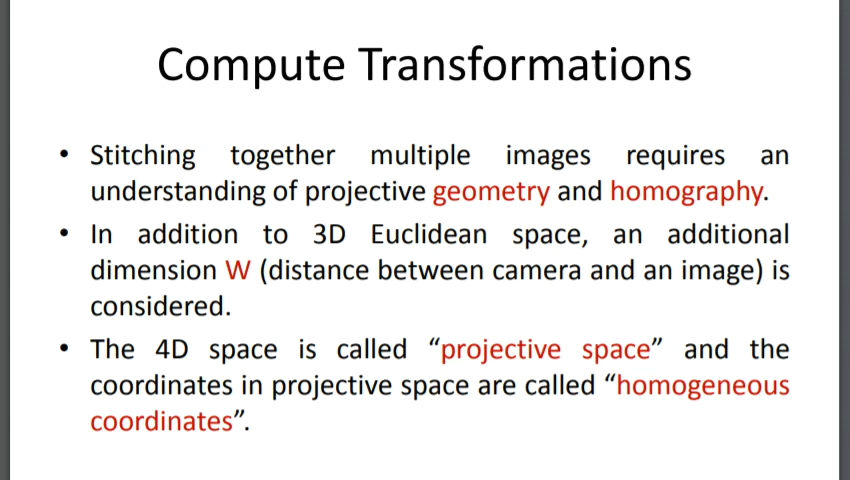 Compute Transformations
• Stitching together multiple images requires an
understanding of projective geometry and homography.
• In addition to 3D Euclidean space, an additional
dimension W (distance between camera and an image) is
considered.
• The 4D space is called “projective space” and the
coordinates in projective space are called “homogeneous
coordinates”.